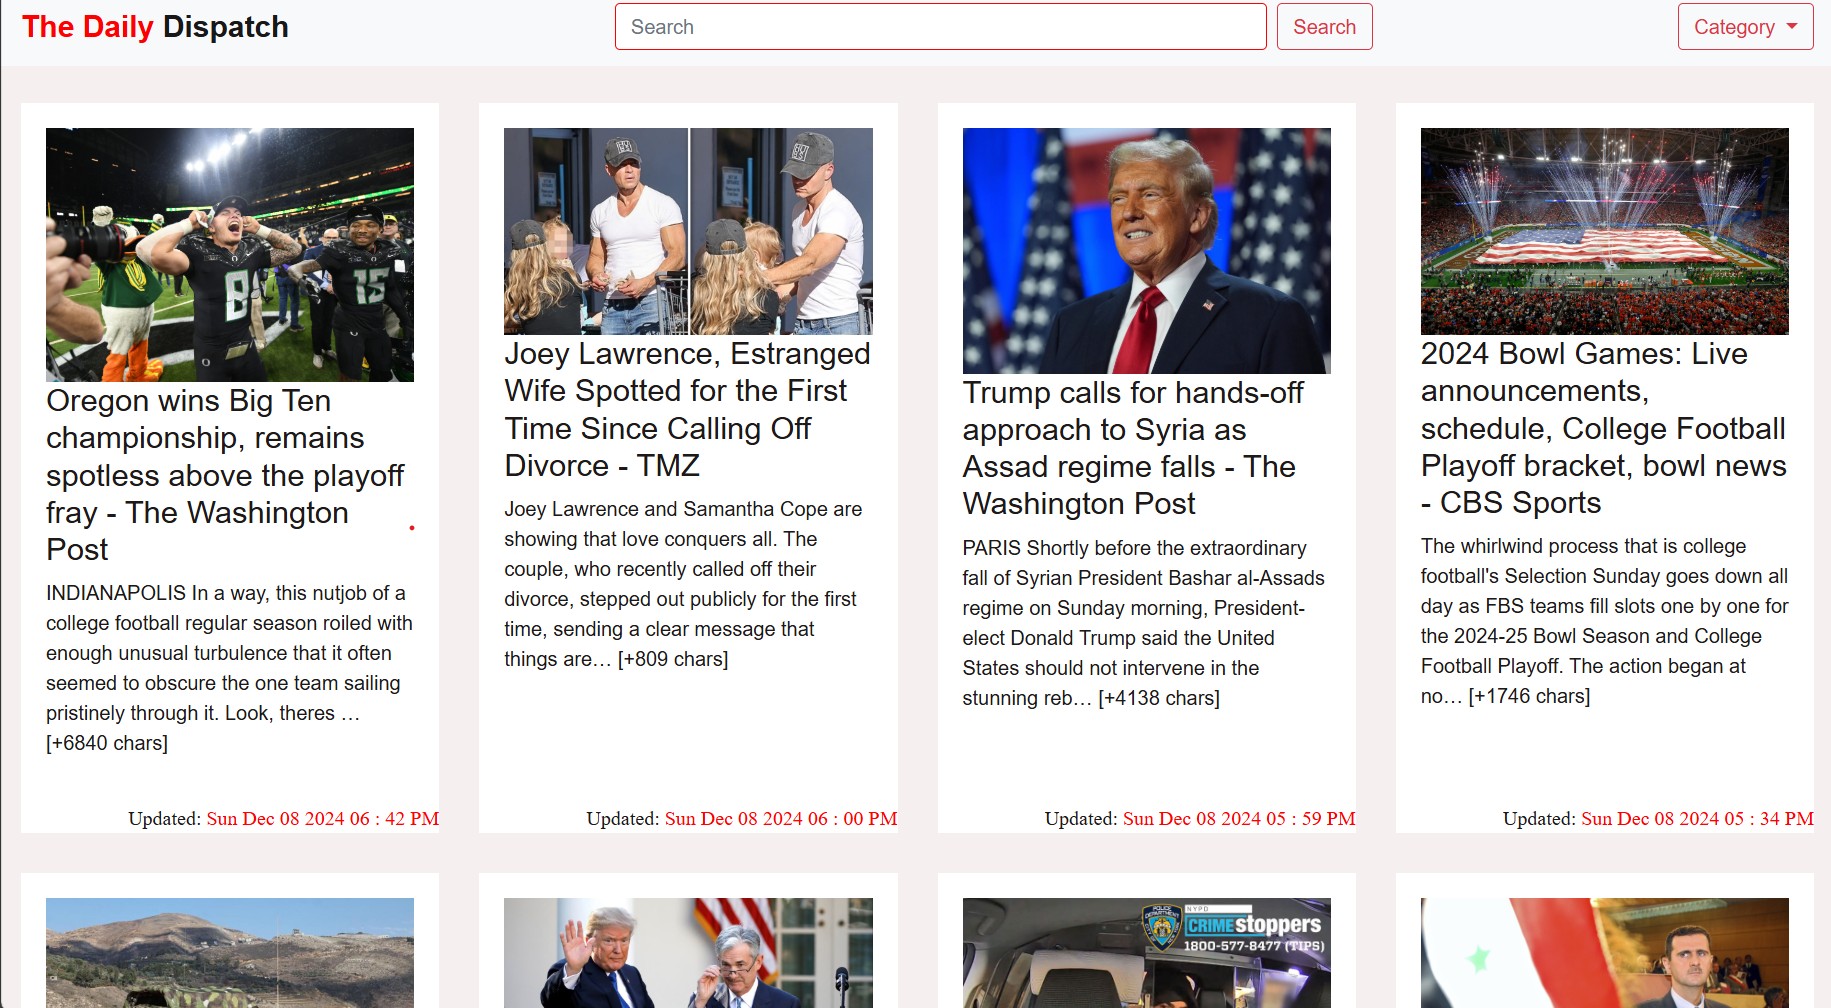 The Daily Dispatch
Search
Search
Category
8
15
Oregon wins Big Ten
championship, remains
spotless above the playoff
fray - The Washington
Post
INDIANAPOLIS In a way, this nutjob of a
college football regular season roiled with
enough unusual turbulence that it often
seemed to obscure the one team sailing
pristinely through it. Look, theres …
[+6840 chars]
Updated: Sun Dec 08 2024 06 : 42 PM
Joey Lawrence, Estranged
Wife Spotted for the First
Time Since Calling Off
Divorce - TMZ
Joey Lawrence and Samantha Cope are
showing that love conquers all. The
couple, who recently called off their
divorce, stepped out publicly for the first
time, sending a clear message that
things are… [+809 chars]
Updated: Sun Dec 08 2024 06 : 00 PM
Trump calls for hands-off
approach to Syria as
Assad regime falls - The
Washington Post
PARIS Shortly before the extraordinary
fall of Syrian President Bashar al-Assads
regime on Sunday morning, President-
elect Donald Trump said the United
States should not intervene in the
stunning reb… [+4138 chars]
Updated: Sun Dec 08 2024 05 : 59 PM
2024 Bowl Games: Live
announcements,
schedule, College Football
Playoff bracket, bowl news
- CBS Sports
The whirlwind process that is college
football's Selection Sunday goes down all
day as FBS teams fill slots one by one for
the 2024-25 Bowl Season and College
Football Playoff. The action began at
no… [+1746 chars]
Updated: Sun Dec 08 2024 05 : 34 PM
NYPD
CRIMEstoppers
1800-577-8477 (TIPS)